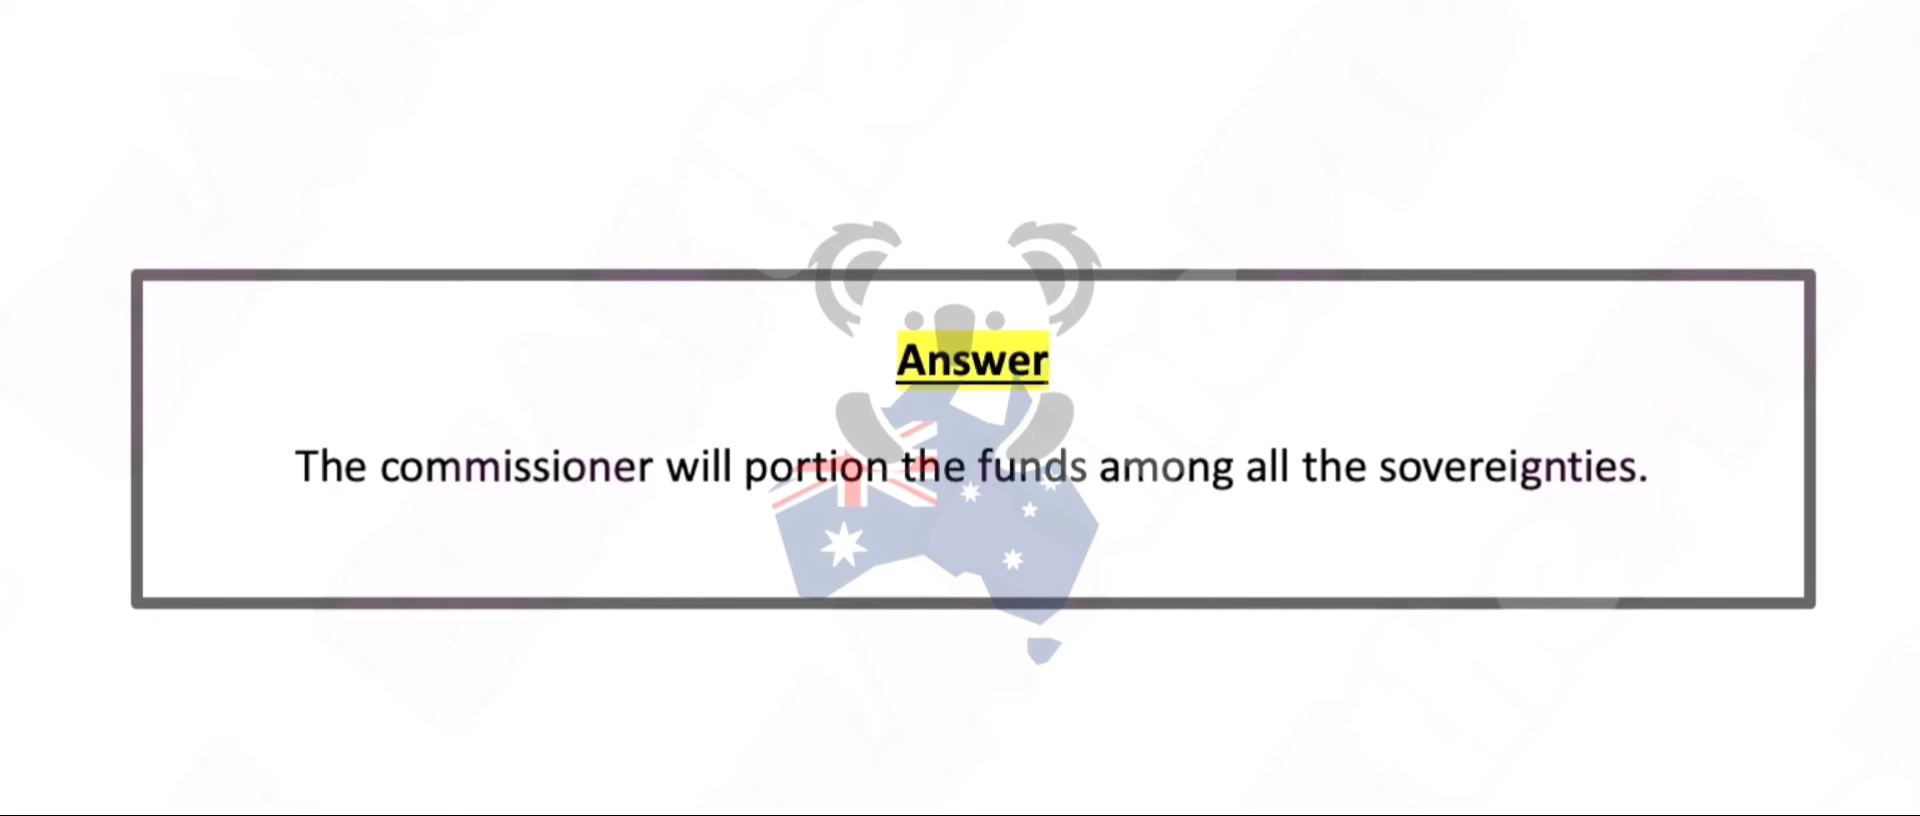 Answer
The commissioner will portion the funds among all the sovereignties.